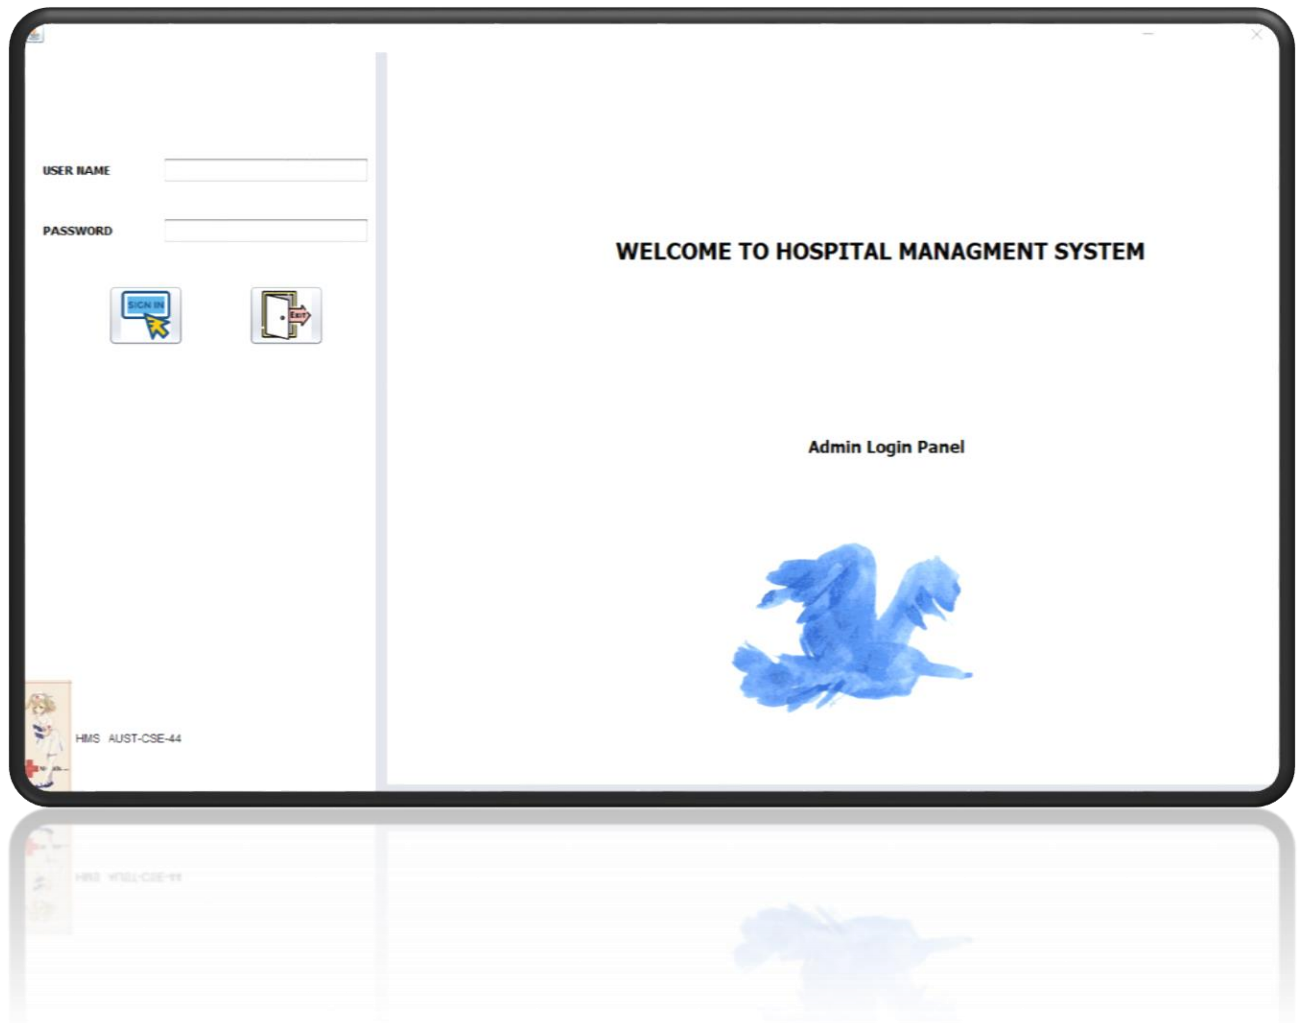 USER NAME
PASSWORD
SIGN IN
EXIT
WELCOME TO HOSPITAL MANAGMENT SYSTEM
Admin Login Panel
HMS AUST-CSE-44